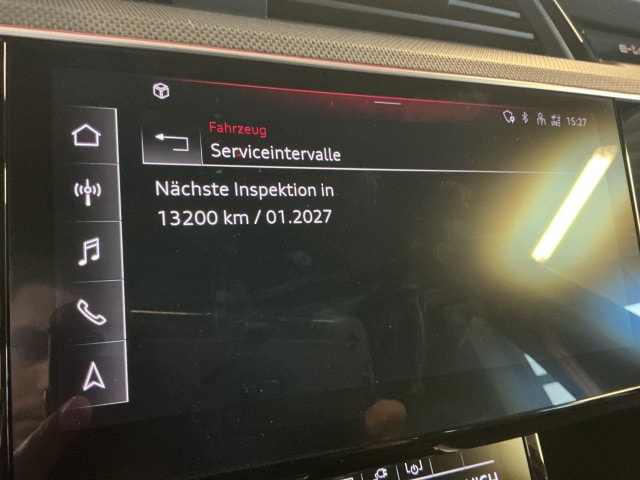 e-t
15:27
Fahrzeug
Serviceintervalle
Nächste Inspektion in
13200 km / 01.2027